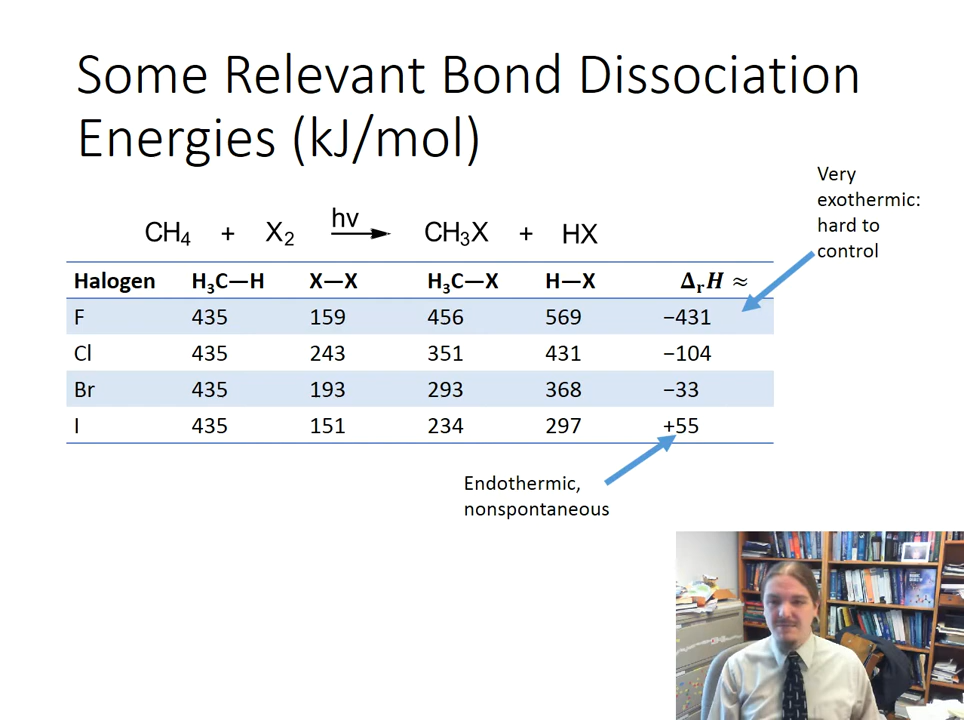 Some Relevant Bond Dissociation
Energies (kJ/mol)
Very
exothermic:
hard to
control
CH₄ + X₂ hν CH₃X + HX
Halogen H₃C—H X—X H₃C—X H—X ΔᵣH ≈
F 435 159 456 569 −431
Cl 435 243 351 431 −104
Br 435 193 293 368 −33
I 435 151 234 297 +55
Endothermic,
nonspontaneous